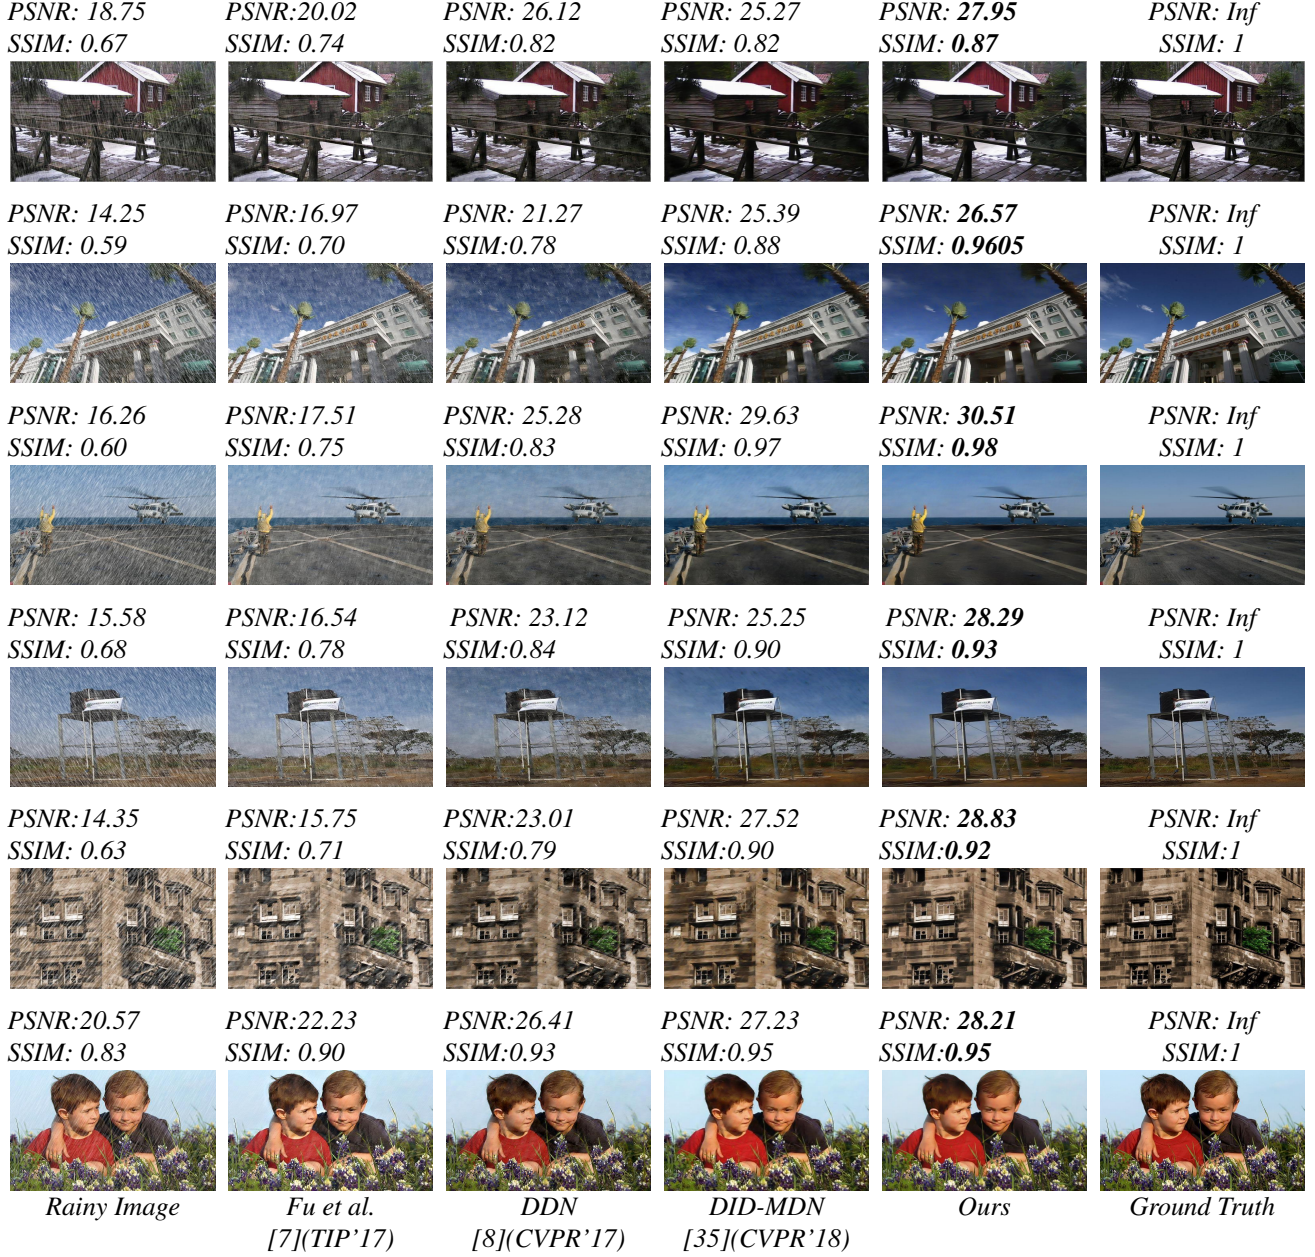 PSNR: 18.75 PSNR:20.02 PSNR: 26.12 PSNR: 25.27 PSNR: 27.95 PSNR: Inf
SSIM: 0.67 SSIM: 0.74 SSIM:0.82 SSIM: 0.82 SSIM: 0.87 SSIM: 1
PSNR: 14.25 PSNR:16.97 PSNR: 21.27 PSNR: 25.39 PSNR: 26.57 PSNR: Inf
SSIM: 0.59 SSIM: 0.70 SSIM:0.78 SSIM: 0.88 SSIM: 0.9605 SSIM: 1
PSNR: 16.26 PSNR:17.51 PSNR: 25.28 PSNR: 29.63 PSNR: 30.51 PSNR: Inf
SSIM: 0.60 SSIM: 0.75 SSIM:0.83 SSIM: 0.97 SSIM: 0.98 SSIM: 1
PSNR: 15.58 PSNR:16.54 PSNR: 23.12 PSNR: 25.25 PSNR: 28.29 PSNR: Inf
SSIM: 0.68 SSIM: 0.78 SSIM:0.84 SSIM: 0.90 SSIM: 0.93 SSIM: 1
PSNR:14.35 PSNR:15.75 PSNR:23.01 PSNR: 27.52 PSNR: 28.83 PSNR: Inf
SSIM: 0.63 SSIM: 0.71 SSIM:0.79 SSIM:0.90 SSIM:0.92 SSIM:1
PSNR:20.57 PSNR:22.23 PSNR:26.41 PSNR: 27.23 PSNR: 28.21 PSNR: Inf
SSIM: 0.83 SSIM: 0.90 SSIM:0.93 SSIM:0.95 SSIM:0.95 SSIM:1
Rainy Image Fu et al. DDN DID-MDN Ours Ground Truth
[7](TIP'17) [8](CVPR'17) [35](CVPR'18)